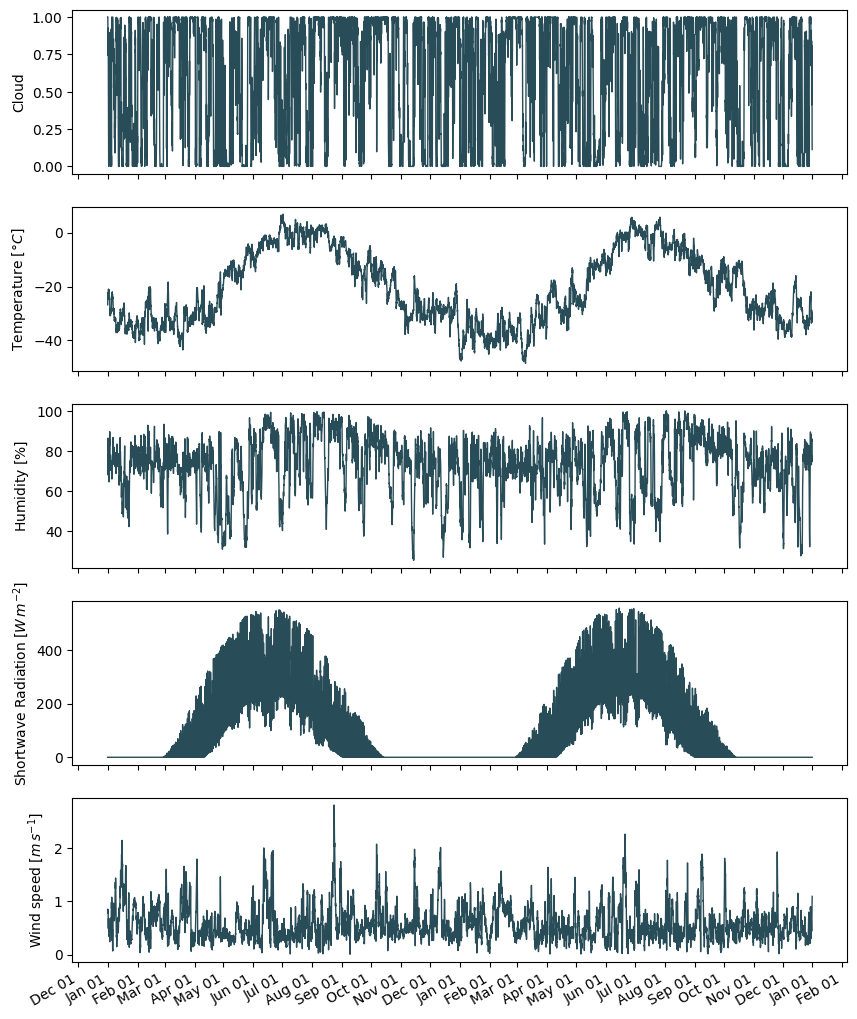 1.00
0.75
0.50
0.25
0.00
Cloud
0
−20
−40
Temperature [°C]
100
80
60
40
Humidity [%]
400
200
0
Shortwave Radiation [W m⁻²]
2
1
0
Wind speed [m s⁻¹]
Dec 01
Jan 01
Feb 01
Mar 01
Apr 01
May 01
Jun 01
Jul 01
Aug 01
Sep 01
Oct 01
Nov 01
Dec 01
Jan 01
Feb 01
Mar 01
Apr 01
May 01
Jun 01
Jul 01
Aug 01
Sep 01
Oct 01
Nov 01
Dec 01
Jan 01
Feb 01